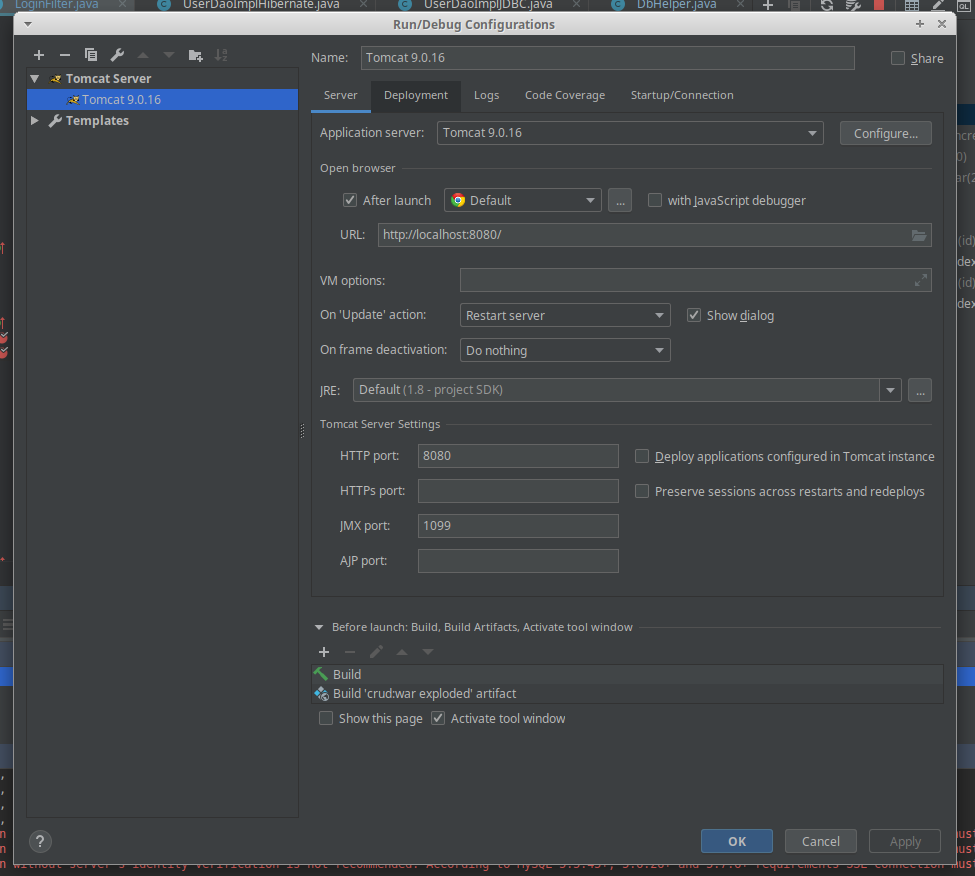 LoginFilter.java UserDaoImplHibernate.java UserDaoImplJDBC.java DbHelper.java
Run/Debug Configurations
Name: Tomcat 9.0.16 Share
Tomcat Server
Tomcat 9.0.16
Templates
Server Deployment Logs Code Coverage Startup/Connection
Application server: Tomcat 9.0.16 Configure...
Open browser
After launch Default ... with JavaScript debugger
URL: http://localhost:8080/
VM options:
On 'Update' action: Restart server Show dialog
On frame deactivation: Do nothing
JRE: Default (1.8 - project SDK) ...
Tomcat Server Settings
HTTP port: 8080 Deploy applications configured in Tomcat instance
HTTPs port: Preserve sessions across restarts and redeploys
JMX port: 1099
AJP port:
Before launch: Build, Build Artifacts, Activate tool window
Build
Build 'crud:war exploded' artifact
Show this page Activate tool window
? OK Cancel Apply